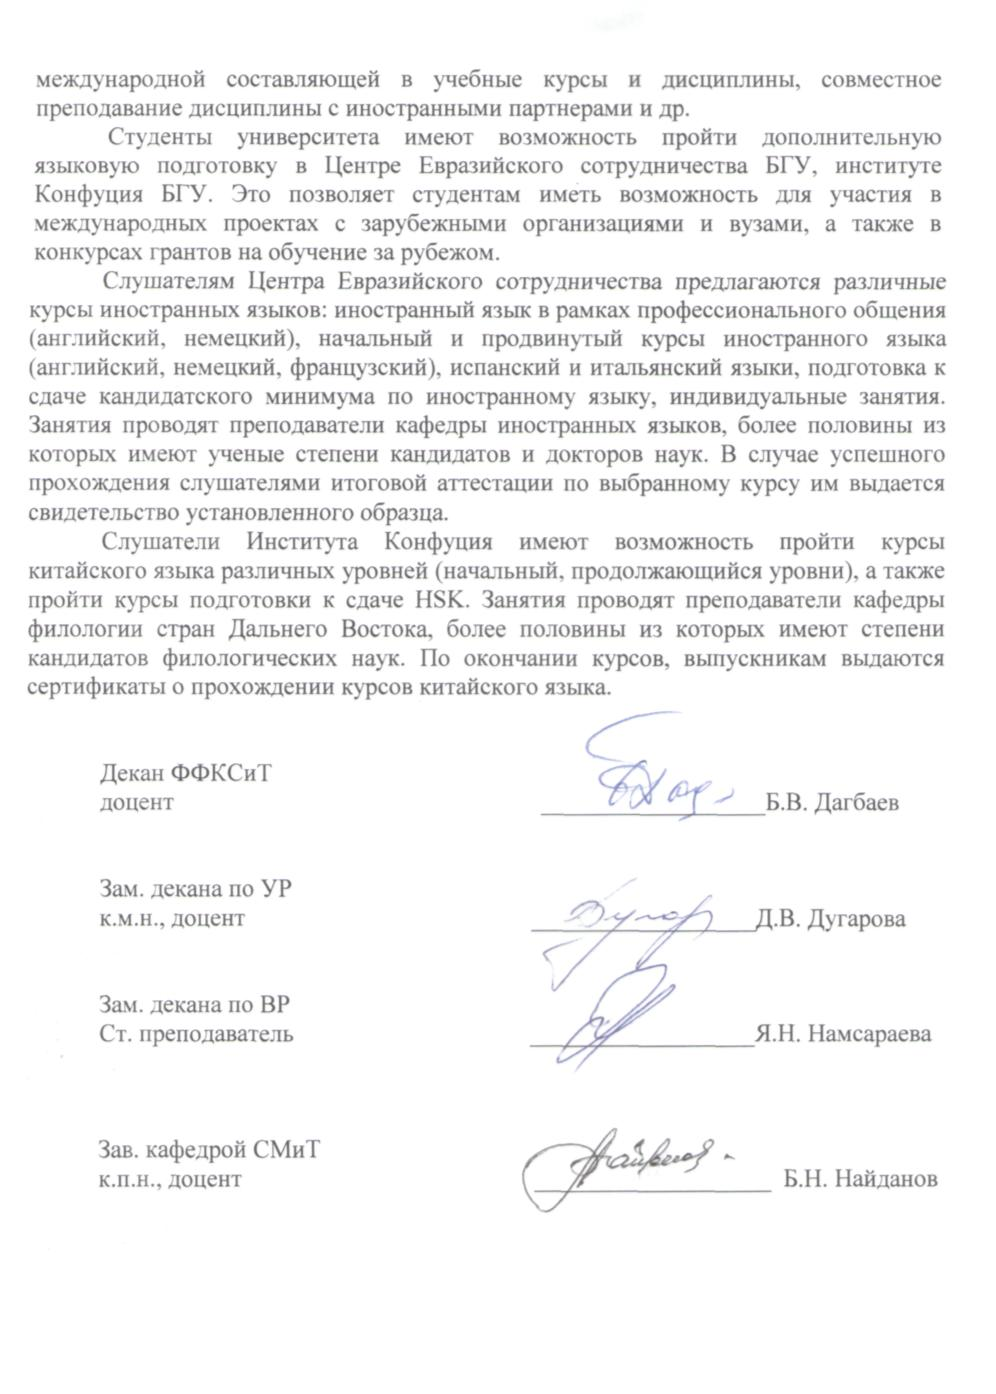 международной составляющей в учебные курсы и дисциплины, совместное
преподавание дисциплины с иностранными партнерами и др.
Студенты университета имеют возможность пройти дополнительную
языковую подготовку в Центре Евразийского сотрудничества БГУ, институте
Конфуция БГУ. Это позволяет студентам иметь возможность для участия в
международных проектах с зарубежными организациями и вузами, а также в
конкурсах грантов на обучение за рубежом.
Слушателям Центра Евразийского сотрудничества предлагаются различные
курсы иностранных языков: иностранный язык в рамках профессионального общения
(английский, немецкий), начальный и продвинутый курсы иностранного языка
(английский, немецкий, французский), испанский и итальянский языки, подготовка к
сдаче кандидатского минимума по иностранному языку, индивидуальные занятия.
Занятия проводят преподаватели кафедры иностранных языков, более половины из
которых имеют ученые степени кандидатов и докторов наук. В случае успешного
прохождения слушателями итоговой аттестации по выбранному курсу им выдается
свидетельство установленного образца.
Слушатели Института Конфуция имеют возможность пройти курсы
китайского языка различных уровней (начальный, продолжающийся уровни), а также
пройти курсы подготовки к сдаче HSK. Занятия проводят преподаватели кафедры
филологии стран Дальнего Востока, более половины из которых имеют степени
кандидатов филологических наук. По окончании курсов, выпускникам выдаются
сертификаты о прохождении курсов китайского языка.
Декан ФФКСиТ
доцент Б.В. Дагбаев
Зам. декана по УР
к.м.н., доцент Д.В. Дугарова
Зам. декана по ВР
Ст. преподаватель Я.Н. Намсараева
Зав. кафедрой СМиТ
к.п.н., доцент Б.Н. Найданов